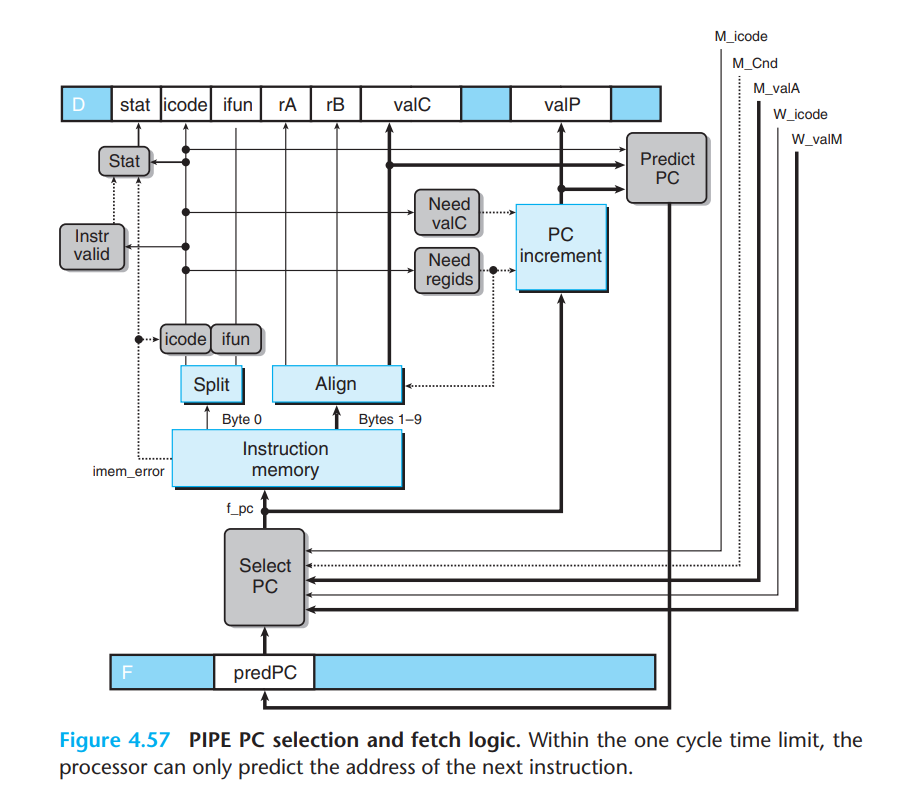 M_icode
M_Cnd
M_valA
W_icode
W_valM
D stat icode ifun rA rB valC valP
Stat
Predict
PC
Need
valC
Instr
valid
PC
increment
Need
regids
icode ifun
Split
Align
Byte 0
Bytes 1–9
Instruction
memory
imem_error
f_pc
Select
PC
F predPC
Figure 4.57 PIPE PC selection and fetch logic. Within the one cycle time limit, the
processor can only predict the address of the next instruction.